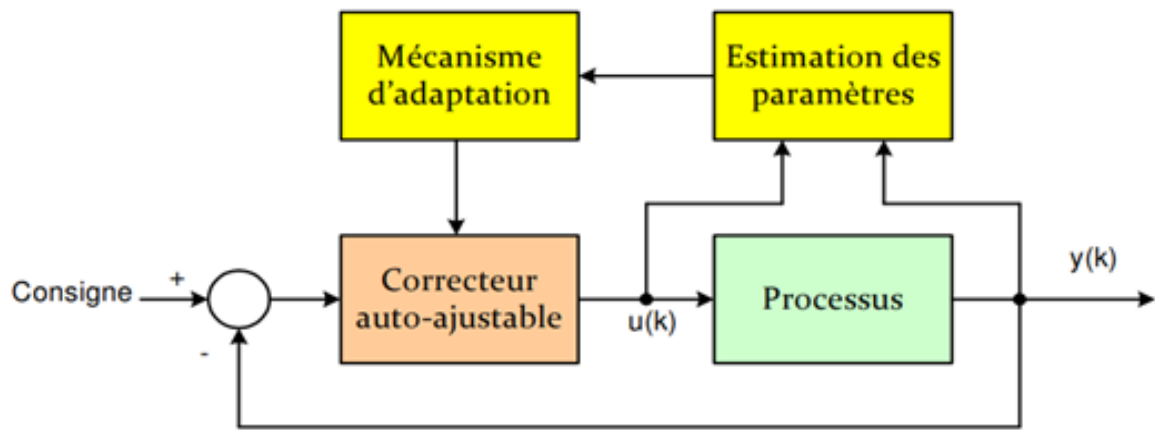 Mécanisme
d'adaptation
Estimation des
paramètres
Consigne
+
-
Correcteur
auto-ajustable
u(k)
Processus
y(k)